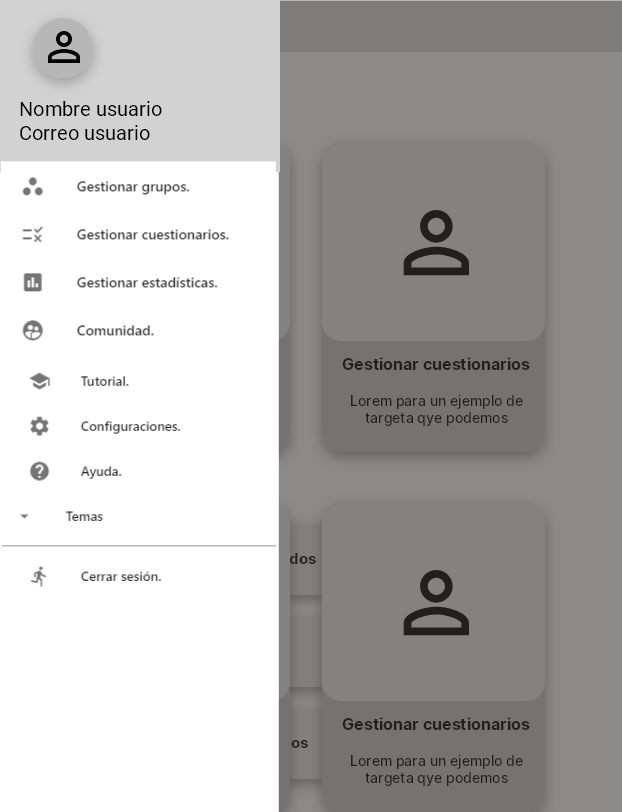 Nombre usuario
Correo usuario
Gestionar grupos.
Gestionar cuestionarios.
Gestionar estadísticas.
Comunidad.
Tutorial.
Configuraciones.
Ayuda.
Temas
Cerrar sesión.
Gestionar cuestionarios
Lorem para un ejemplo de
targeta qye podemos
dos
os
Gestionar cuestionarios
Lorem para un ejemplo de
targeta qye podemos